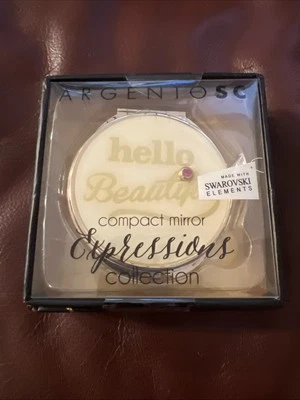 ARGENTO SC
hello
Beautiful
MADE WITH
SWAROVSKI
ELEMENTS
compact mirror
Expressions
collection